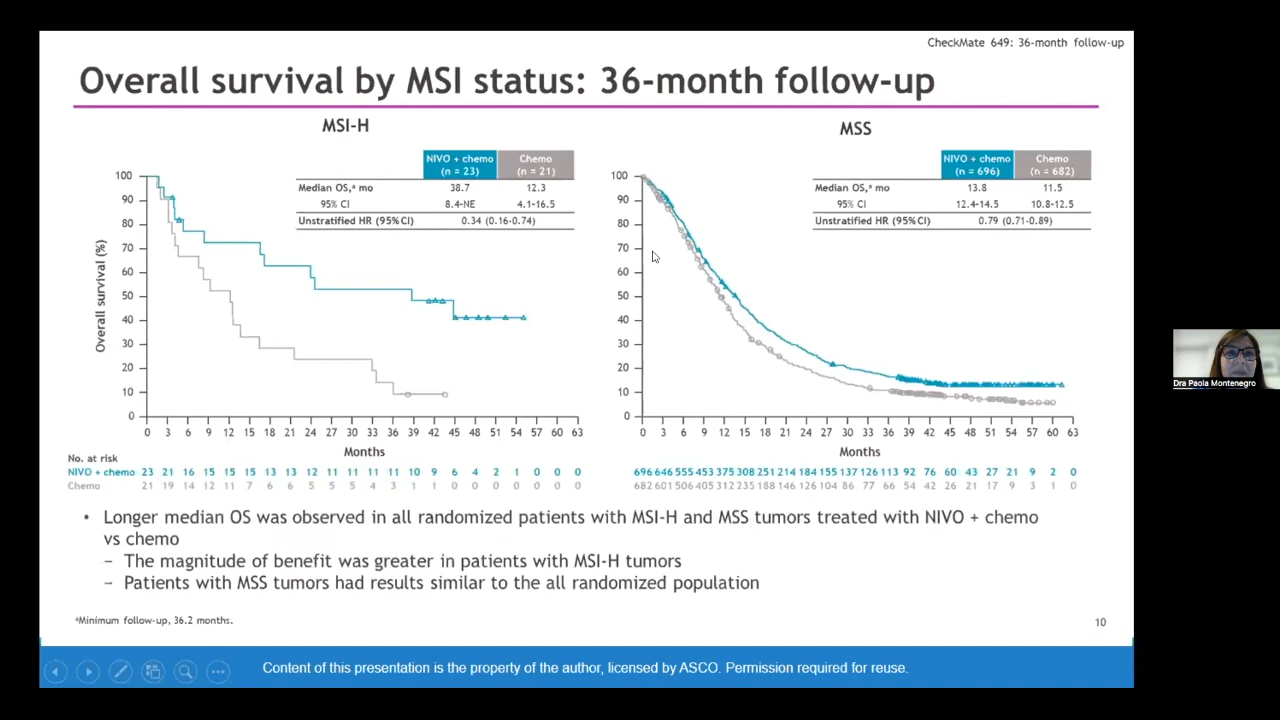 CheckMate 649: 36-month follow-up
Overall survival by MSI status: 36-month follow-up
MSI-H
NIVO + chemo
(n = 23)
Chemo
(n = 21)
Median OS,ᵃ mo 38.7 12.3
95% CI 8.4-NE 4.1-16.5
Unstratified HR (95%CI) 0.34 (0.16-0.74)
Overall survival (%)
100
90
80
70
60
50
40
30
20
10
0
0 3 6 9 12 15 18 21 24 27 30 33 36 39 42 45 48 51 54 57 60 63
Months
No. at risk
NIVO + chemo 23 21 16 15 15 15 13 13 12 11 11 11 11 10 9 6 4 2 1 0 0 0
Chemo 21 19 14 12 11 7 6 6 5 5 5 4 3 1 1 0 0 0 0 0 0 0
MSS
NIVO + chemo
(n = 696)
Chemo
(n = 682)
Median OS,ᵃ mo 13.8 11.5
95% CI 12.4-14.5 10.8-12.5
Unstratified HR (95%CI) 0.79 (0.71-0.89)
100
90
80
70
60
50
40
30
20
10
0
0 3 6 9 12 15 18 21 24 27 30 33 36 39 42 45 48 51 54 57 60 63
Months
696 646 555 453 375 308 251 214 184 155 137 126 113 92 76 60 43 27 21 9 2 0
682 601 506 405 312 235 188 146 126 104 86 77 66 54 42 26 21 17 9 3 1 0
• Longer median OS was observed in all randomized patients with MSI-H and MSS tumors treated with NIVO + chemo
vs chemo
– The magnitude of benefit was greater in patients with MSI-H tumors
– Patients with MSS tumors had results similar to the all randomized population
ᵃMinimum follow-up, 36.2 months.
10
Content of this presentation is the property of the author, licensed by ASCO. Permission required for reuse.
Dra Paola Montenegro